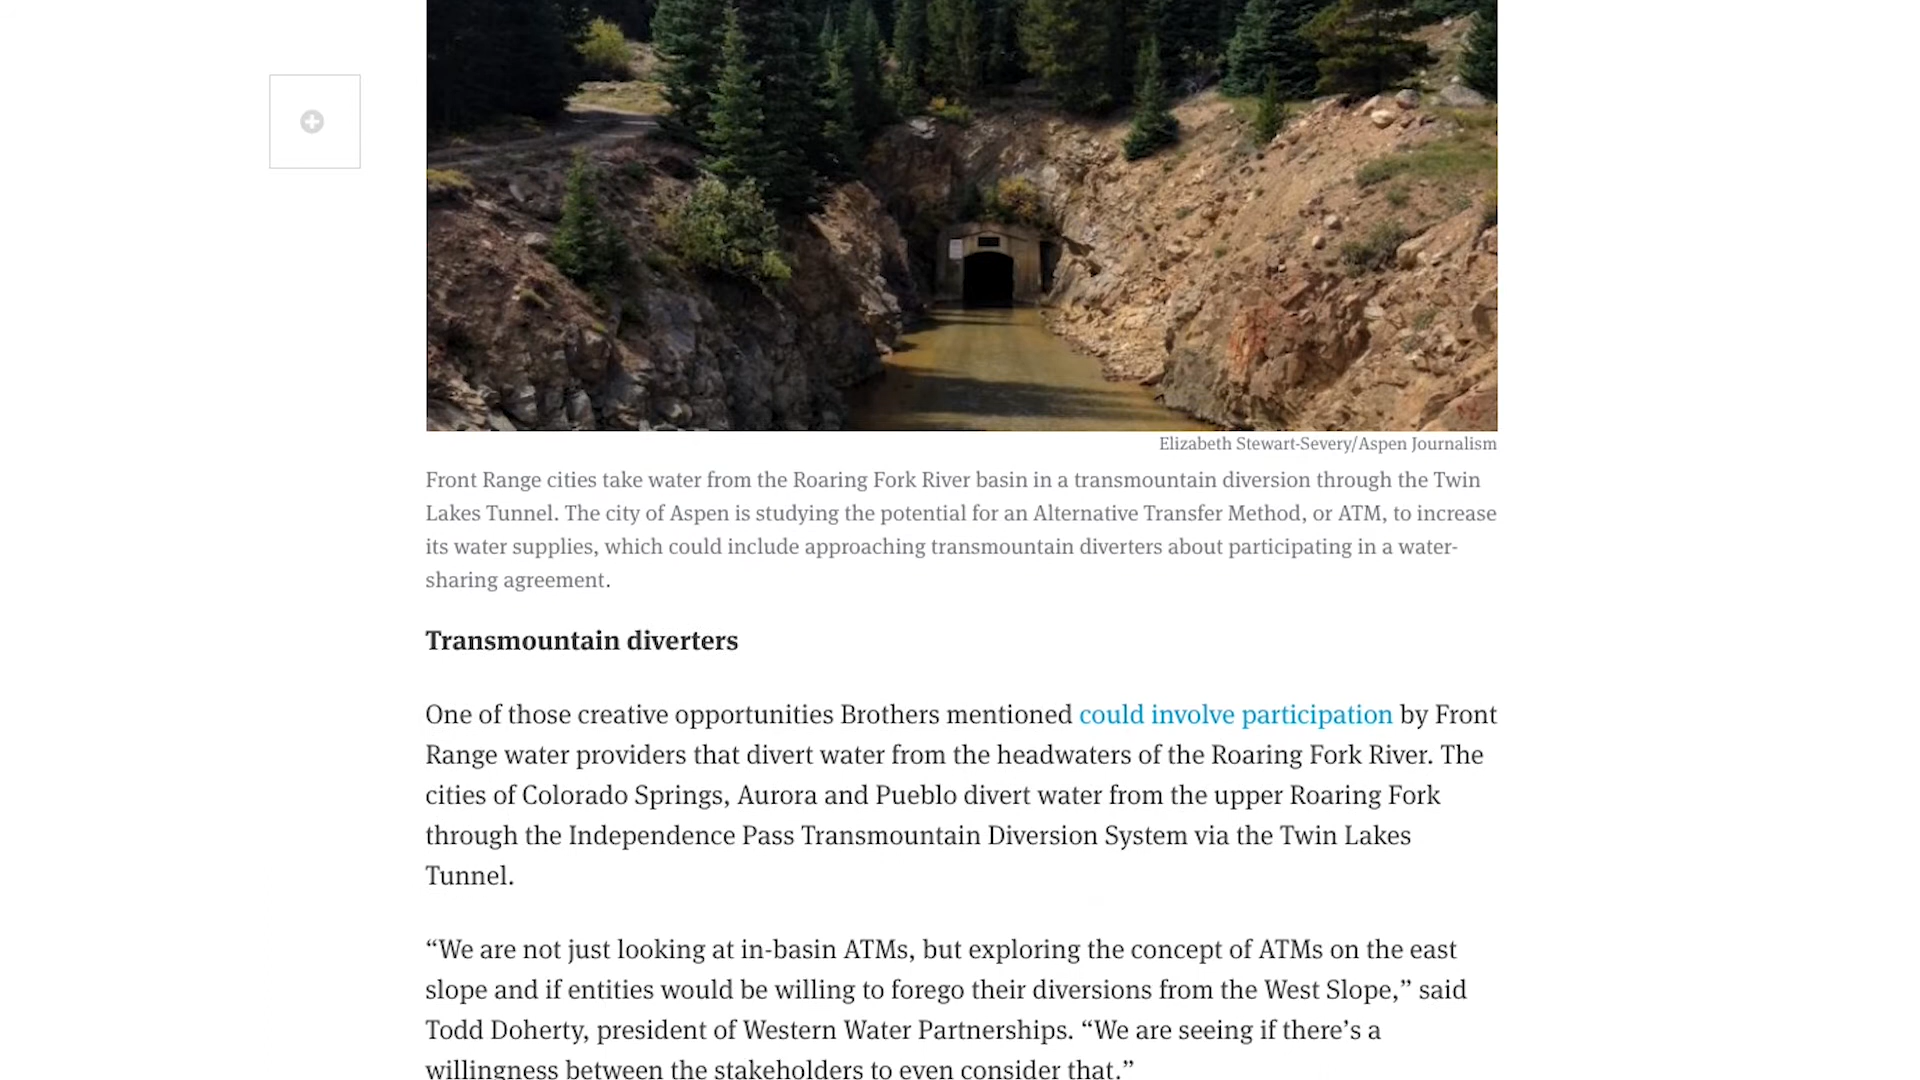 Elizabeth Stewart-Severy/Aspen Journalism
Front Range cities take water from the Roaring Fork River basin in a transmountain diversion through the Twin
Lakes Tunnel. The city of Aspen is studying the potential for an Alternative Transfer Method, or ATM, to increase
its water supplies, which could include approaching transmountain diverters about participating in a water-
sharing agreement.
Transmountain diverters
One of those creative opportunities Brothers mentioned could involve participation by Front
Range water providers that divert water from the headwaters of the Roaring Fork River. The
cities of Colorado Springs, Aurora and Pueblo divert water from the upper Roaring Fork
through the Independence Pass Transmountain Diversion System via the Twin Lakes
Tunnel.
“We are not just looking at in-basin ATMs, but exploring the concept of ATMs on the east
slope and if entities would be willing to forego their diversions from the West Slope,” said
Todd Doherty, president of Western Water Partnerships. “We are seeing if there’s a
willingness between the stakeholders to even consider that.”